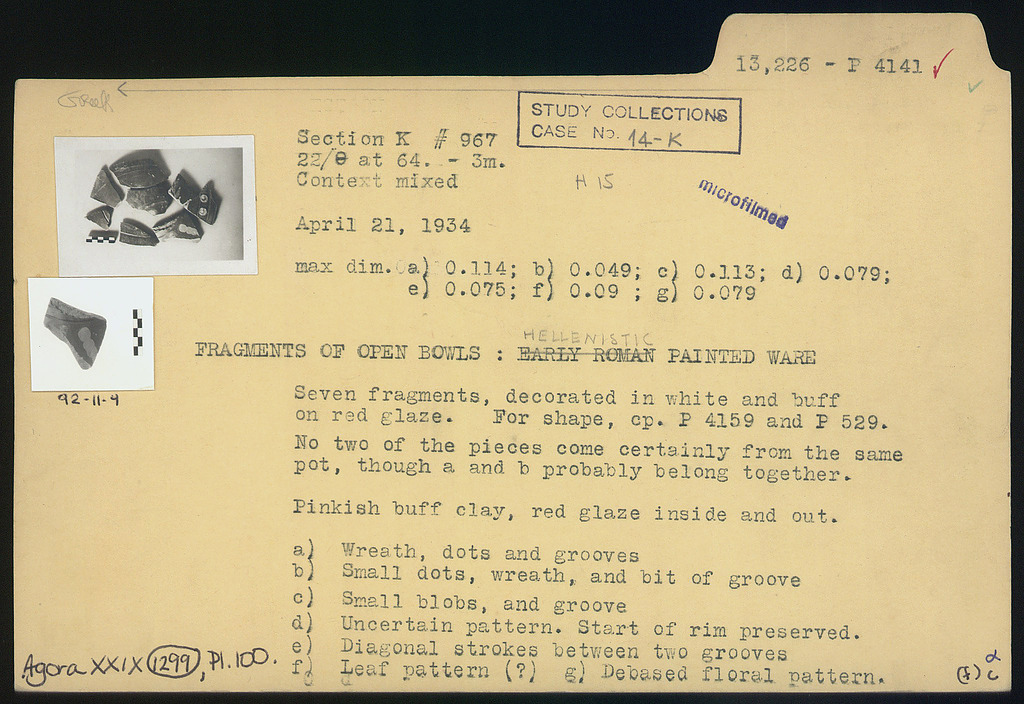 13,226 - P 4141
STUDY COLLECTIONS
CASE No. 14-K
Section K # 967
22/Θ at 64. - 3m.
Context mixed
H 15
microfilmed
April 21, 1934
max dim. a) 0.114; b) 0.049; c) 0.113; d) 0.079;
e) 0.075; f) 0.09 ; g) 0.079
HELLENISTIC
FRAGMENTS OF OPEN BOWLS : EARLY ROMAN PAINTED WARE
92-11-9
Seven fragments, decorated in white and buff
on red glaze. For shape, cp. P 4159 and P 529.
No two of the pieces come certainly from the same
pot, though a and b probably belong together.
Pinkish buff clay, red glaze inside and out.
a) Wreath, dots and grooves
b) Small dots, wreath, and bit of groove
c) Small blobs, and groove
d) Uncertain pattern. Start of rim preserved.
e) Diagonal strokes between two grooves
f) Leaf pattern (?) g) Debased floral pattern.
Agora XXIX 1299, Pl.100.